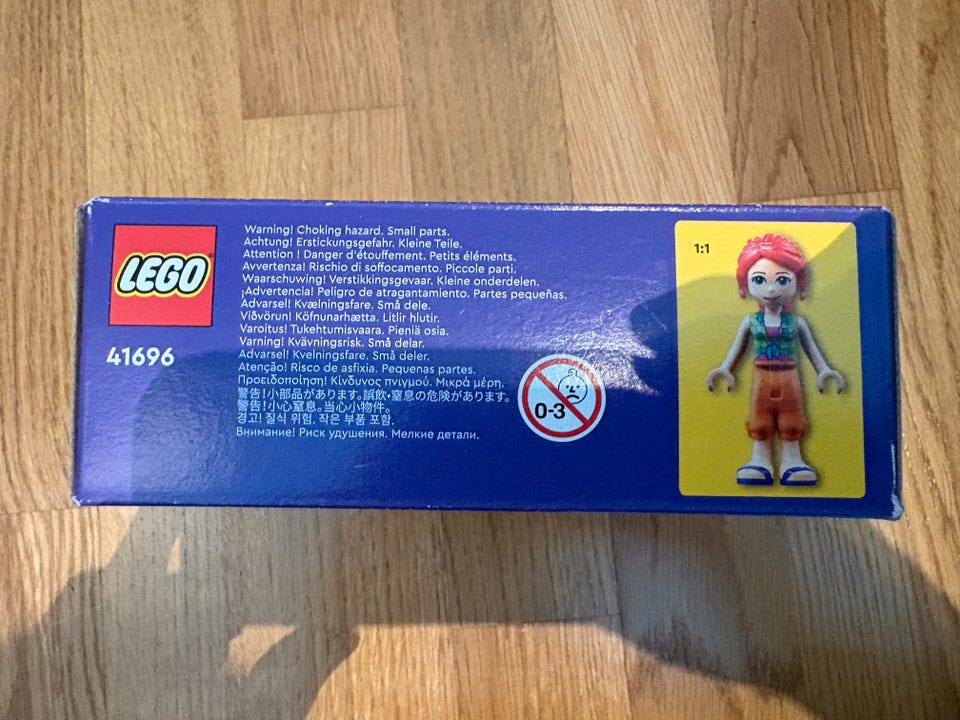 LEGO®
41696
Warning! Choking hazard. Small parts.
Achtung! Erstickungsgefahr. Kleine Teile.
Attention ! Danger d'étouffement. Petits éléments.
Avvertenza! Rischio di soffocamento. Piccole parti.
Waarschuwing! Verstikkingsgevaar. Kleine onderdelen.
¡Advertencia! Peligro de atragantamiento. Partes pequeñas.
Advarsel! Kvælningsfare. Små dele.
Viðvörun! Köfnunarhætta. Litlir hlutir.
Varoitus! Tukehtumisvaara. Pieniä osia.
Varning! Kvävningsrisk. Små delar.
Advarsel! Kvelningsfare. Små deler.
Atenção! Risco de asfixia. Pequenas partes.
Προειδοποίηση! Κίνδυνος πνιγμού. Μικρά μέρη.
警告!小部品があります。誤飲•窒息の危険があります。
警告!小心窒息。当心小物件。
경고! 질식 위험. 작은 부품 포함.
Внимание! Риск удушения. Мелкие детали.
0-3
1:1